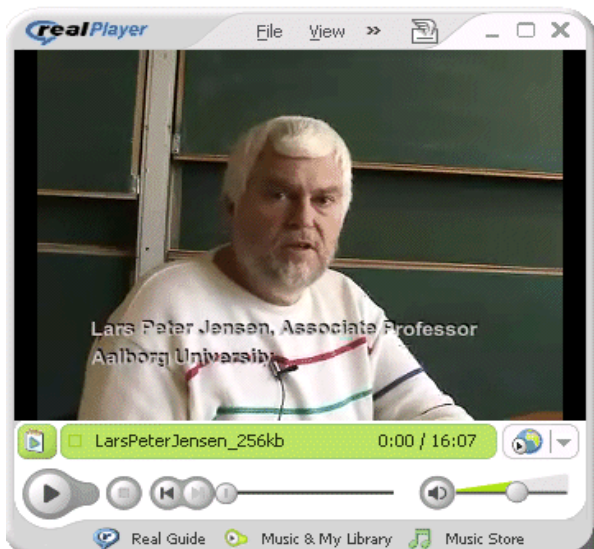 realPlayer
File View >>
Lars Peter Jensen, Associate Professor
Aalborg University
LarsPeterJensen_256kb 0:00 / 16:07
Real Guide Music & My Library Music Store